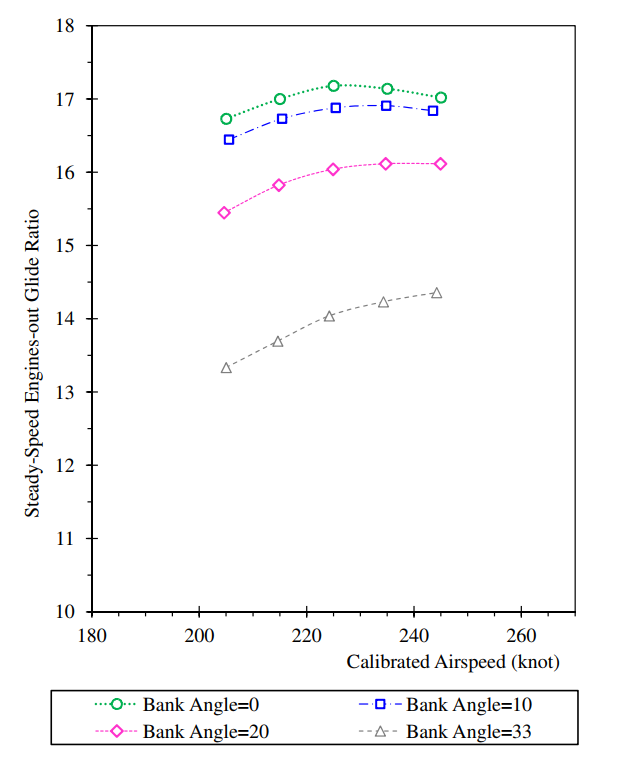 18
17
16
15
14
13
12
11
10
Steady-Speed Engines-out Glide Ratio
180 200 220 240 260
Calibrated Airspeed (knot)
Bank Angle=0 Bank Angle=10
Bank Angle=20 Bank Angle=33